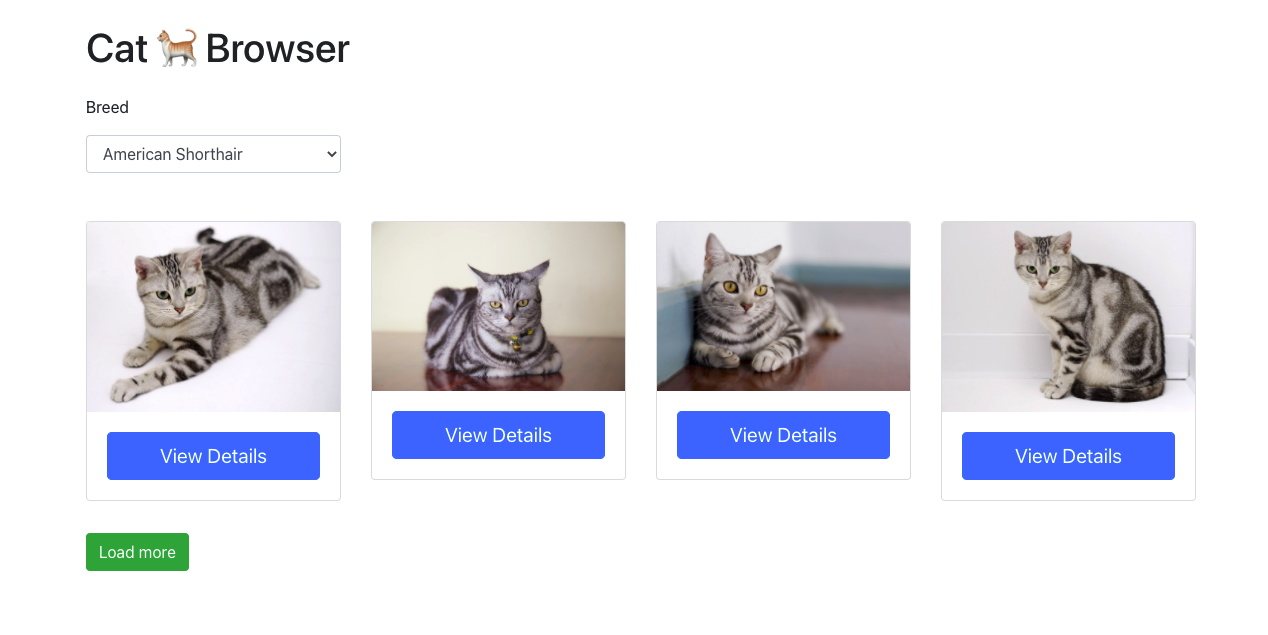 Cat 🐈 Browser
Breed
American Shorthair
View Details
View Details
View Details
View Details
Load more